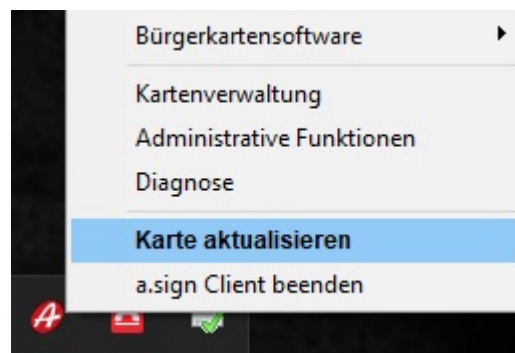 Bürgerkartensoftware
Kartenverwaltung
Administrative Funktionen
Diagnose
Karte aktualisieren
a.sign Client beenden